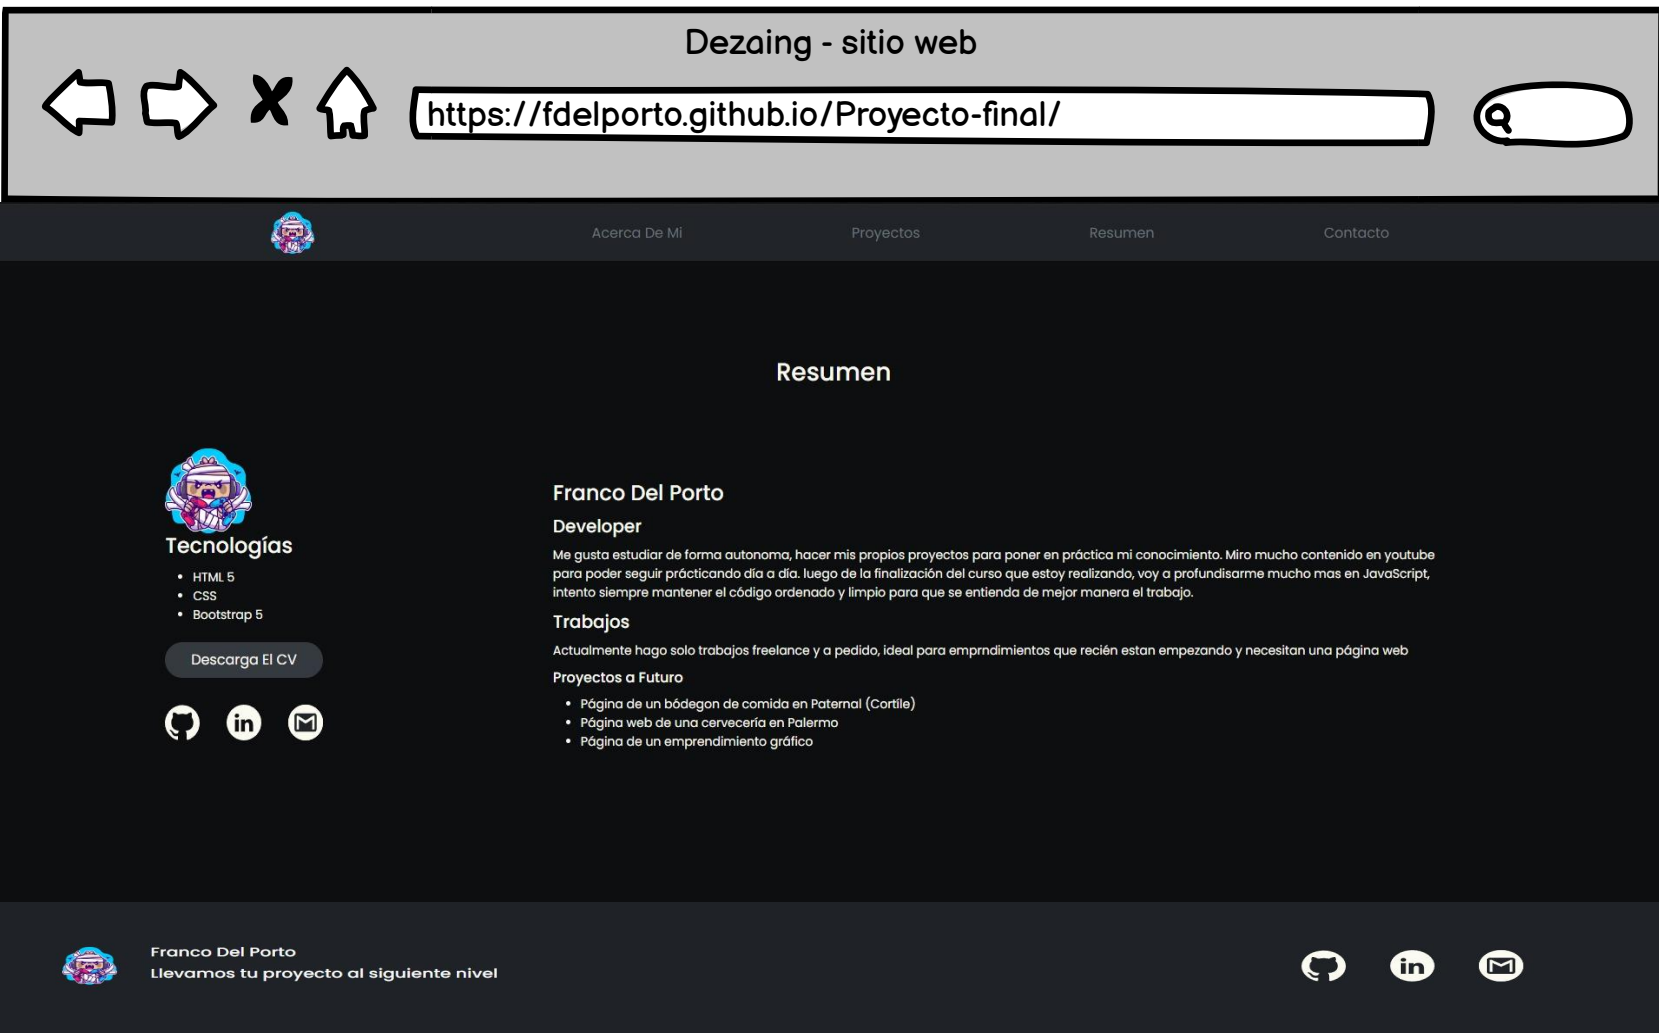 Dezaing - sitio web
https://fdelporto.github.io/Proyecto-final/
Acerca De Mi
Proyectos
Resumen
Contacto
Resumen
Tecnologías
HTML 5
CSS
Bootstrap 5
Descarga El CV
Franco Del Porto
Developer
Me gusta estudiar de forma autonoma, hacer mis propios proyectos para poner en práctica mi conocimiento. Miro mucho contenido en youtube
para poder seguir prácticando día a día. luego de la finalización del curso que estoy realizando, voy a profundisarme mucho mas en JavaScript,
intento siempre mantener el código ordenado y limpio para que se entienda de mejor manera el trabajo.
Trabajos
Actualmente hago solo trabajos freelance y a pedido, ideal para emprndimientos que recién estan empezando y necesitan una página web
Proyectos a Futuro
Página de un bódegon de comida en Paternal (Cortíle)
Página web de una cervecería en Palermo
Página de un emprendimiento gráfico
Franco Del Porto
Llevamos tu proyecto al siguiente nivel